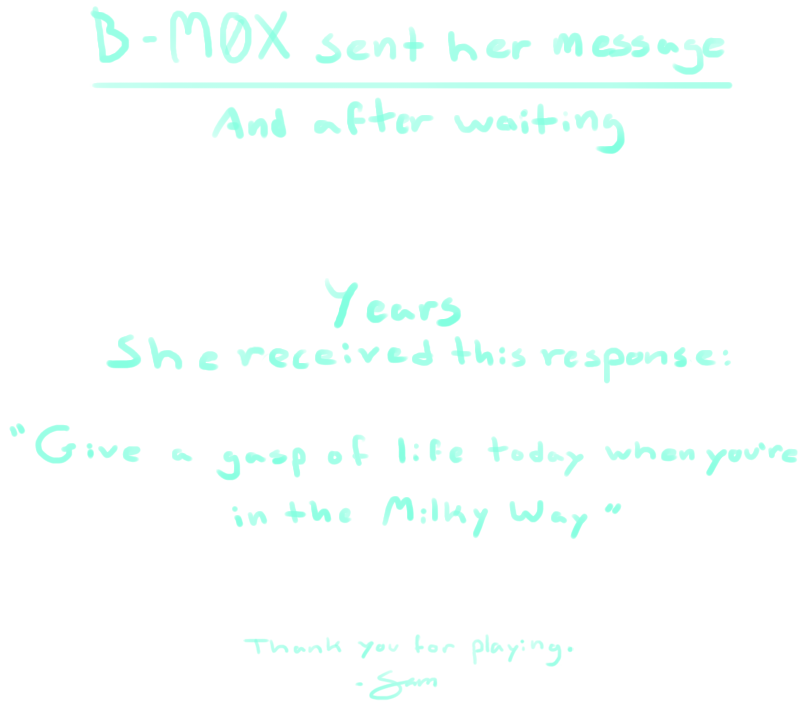 B-MØX sent her message
And after waiting
Years
She received this response:
"Give a gasp of life today when you're
in the Milky Way"
Thank you for playing.
- Sam